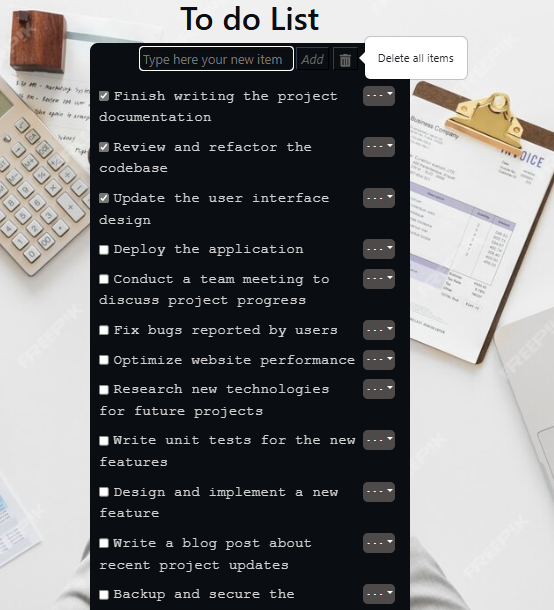 To do List
Type here your new item
Add
Delete all items
Finish writing the project
documentation
---
Review and refactor the
codebase
---
Update the user interface
design
---
Deploy the application
---
Conduct a team meeting to
discuss project progress
---
Fix bugs reported by users
---
Optimize website performance
---
Research new technologies
for future projects
---
Write unit tests for the new
features
---
Design and implement a new
feature
---
Write a blog post about
recent project updates
---
Backup and secure the
---
Business Company
INVOICE
FREEPIK